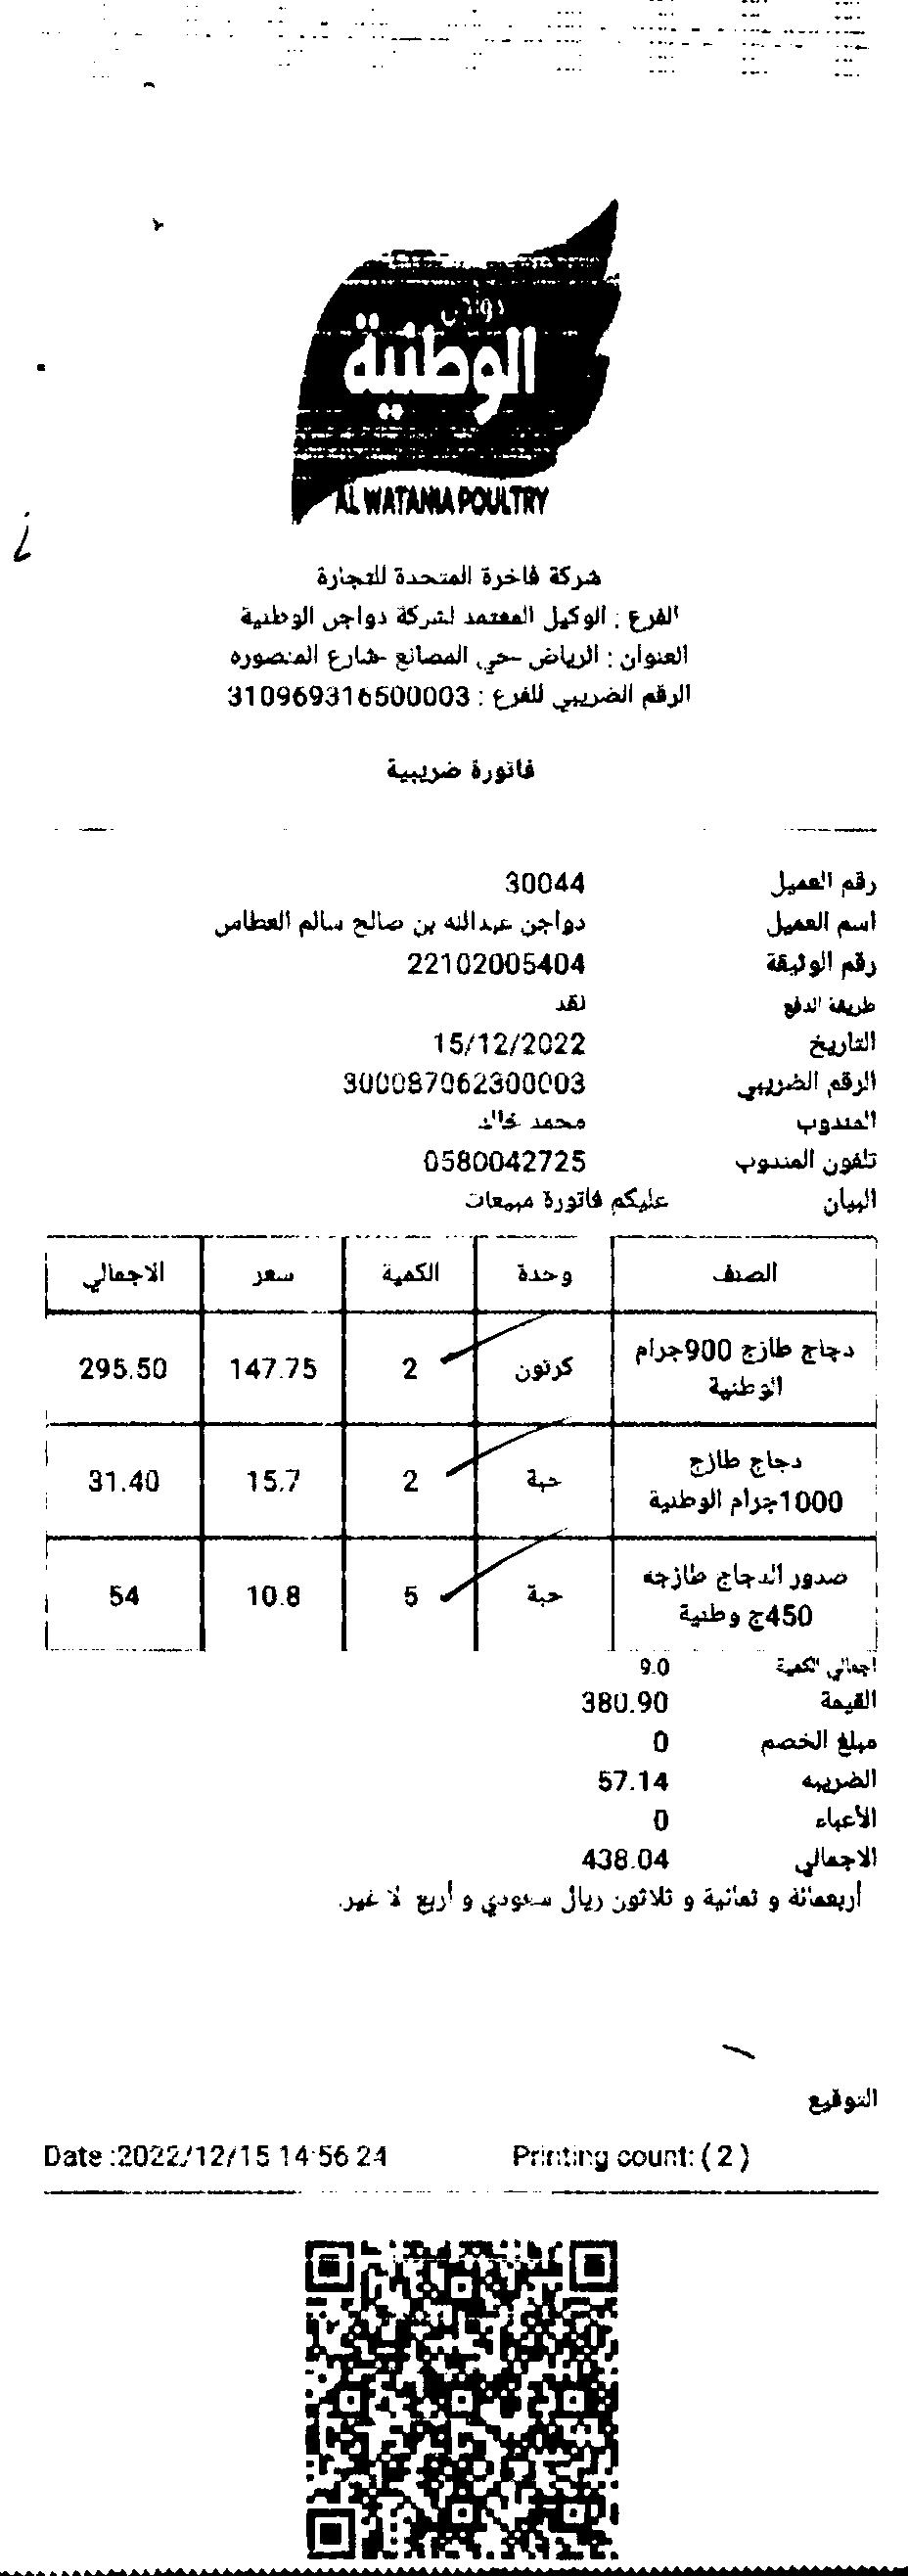 دواجن
الوطنية
AL WATANIA POULTRY
شركة فاخرة المتحدة للتجارة
الفرع : الوكيل المعتمد لشركة دواجن الوطنية
العنوان : الرياض -حي المصانع -شارع المنصوره
الرقم الضريبي للفرع : 310969316500003
فاتورة ضريبية
رقم العميل 30044
اسم العميل دواجن عبدالله بن صالح سالم العطاس
رقم الوثيقة 22102005404
طريقة الدفع نقد
التاريخ 15/12/2022
الرقم الضريبي 300087062300003
المندوب محمد خالد
تلفون المندوب 0580042725
البيان عليكم فاتورة مبيعات
الصنف وحدة الكمية سعر الاجمالي
دجاج طازج 900جرام الوطنية كرتون 2 147.75 295.50
دجاج طازج 1000جرام الوطنية حبة 2 15.7 31.40
صدور الدجاج طازجه 450ج وطنية حبة 5 10.8 54
اجمالي الكمية 9.0
القيمة 380.90
مبلغ الخصم 0
الضريبه 57.14
الأعباء 0
الاجمالي 438.04
أربعمائة و ثمانية و ثلاثون ريال سعودي و أربع لا غير.
التوقيع
Date :2022/12/15 14:56:24 Printing count: ( 2 )